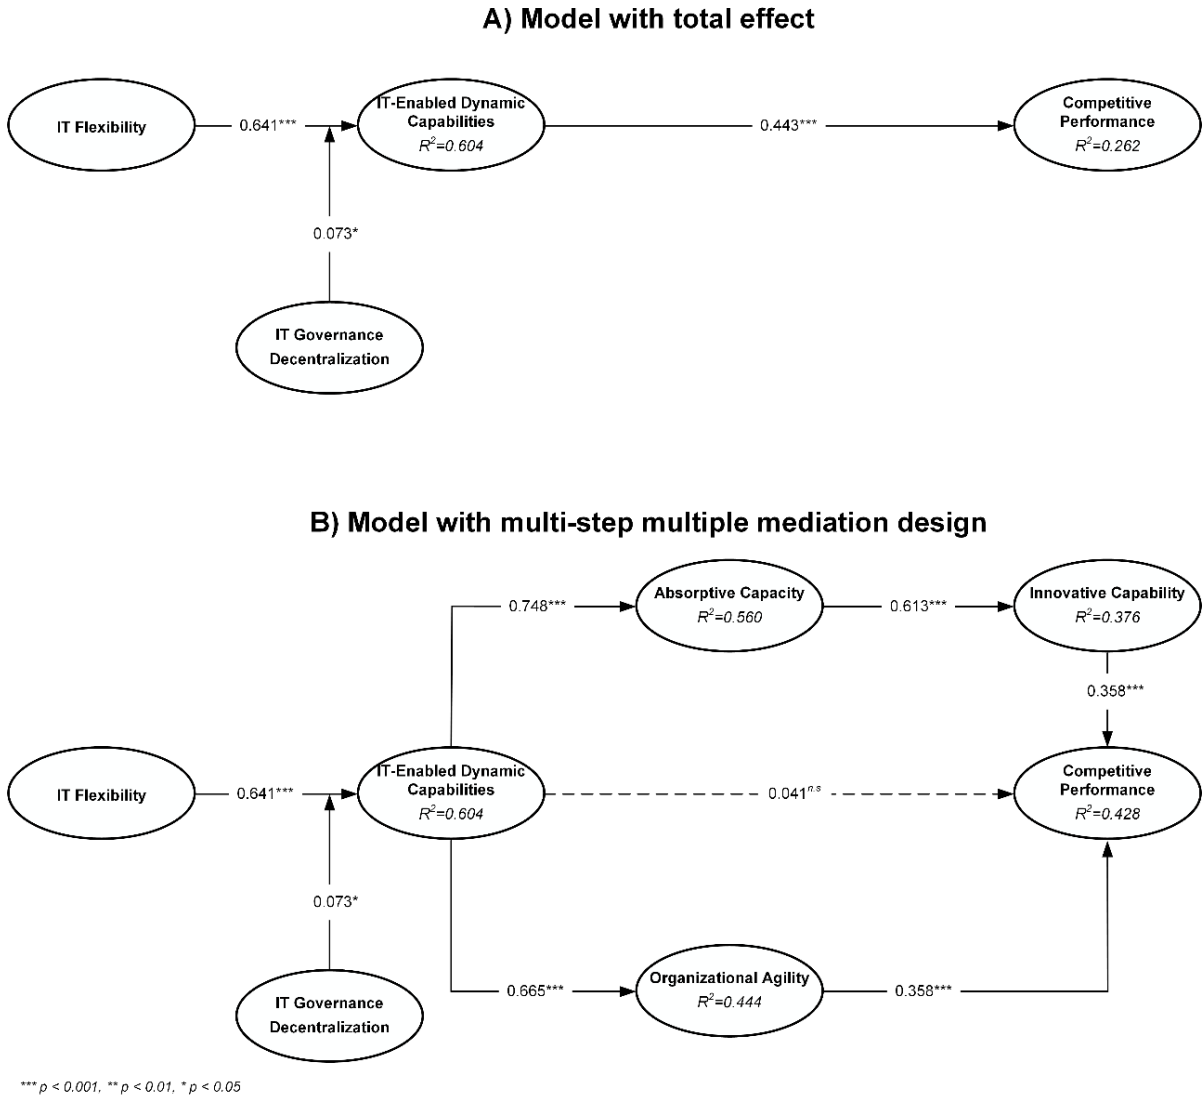 A) Model with total effect
IT Flexibility
0.641***
IT-Enabled Dynamic
Capabilities
R²=0.604
0.443***
Competitive
Performance
R²=0.262
0.073*
IT Governance
Decentralization
B) Model with multi-step multiple mediation design
0.748***
Absorptive Capacity
R²=0.560
0.613***
Innovative Capability
R²=0.376
0.358***
IT Flexibility
0.641***
IT-Enabled Dynamic
Capabilities
R²=0.604
0.041n.s
Competitive
Performance
R²=0.428
0.073*
IT Governance
Decentralization
0.665***
Organizational Agility
R²=0.444
0.358***
*** p < 0.001, ** p < 0.01, * p < 0.05